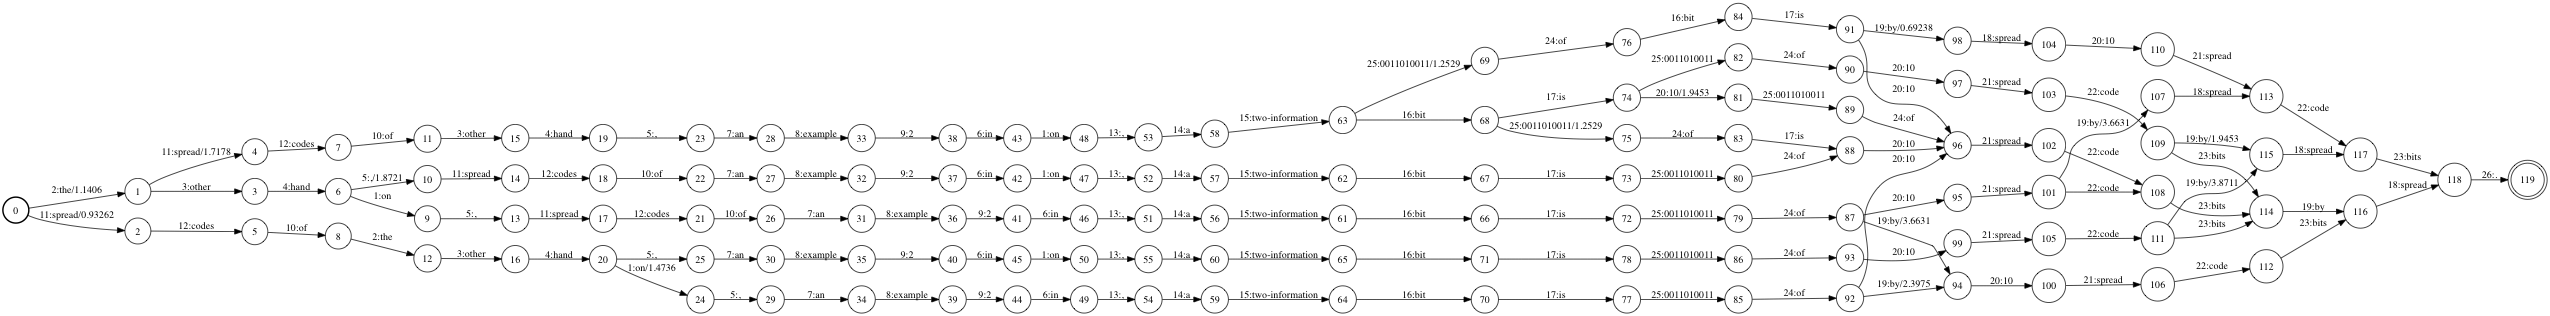 84
16:bit 17:is
91 19:by/0.69238 98 18:spread 104 20:10 110
24:of 76
69 82 24:of 90 20:10 97 21:spread 103 22:code 107 18:spread 113
25:0011010011/1.2529 25:0011010011 20:10 21:spread
17:is 74 20:10/1.9453 81 25:0011010011 89 24:of 19:by/3.6631 22:code
15:two-information 63 16:bit 68 25:0011010011/1.2529 75 24:of 83 17:is 88 20:10 96 21:spread 102 22:code 109 19:by/1.9453 115 18:spread 117 23:bits
11:spread/1.7178 4 12:codes 7 10:of 11 3:other 15 4:hand 19 5:, 23 7:an 28 8:example 33 9:2 38 6:in 43 1:on 48 13:, 53 14:a 58
2:the/1.1406 1 3:other 3 4:hand 6 5:,/1.8721 10 11:spread 14 12:codes 18 10:of 22 7:an 27 8:example 32 9:2 37 6:in 42 1:on 47 13:, 52 14:a 57 15:two-information 62 16:bit 67 17:is 73 25:0011010011 80 24:of 20:10 23:bits 118 26:. 119
0 1:on 9 5:, 13 11:spread 17 12:codes 21 10:of 26 7:an 31 8:example 36 9:2 41 6:in 46 13:, 51 14:a 56 15:two-information 61 16:bit 66 17:is 72 25:0011010011 79 24:of 87 20:10 95 21:spread 101 22:code 108 23:bits 114 19:by 116 18:spread
11:spread/0.93262 2 12:codes 5 10:of 8 2:the 19:by/3.6631 19:by/3.8711 23:bits 23:bits
12 3:other 16 4:hand 20 5:, 25 7:an 30 8:example 35 9:2 40 6:in 45 1:on 50 13:, 55 14:a 60 15:two-information 65 16:bit 71 17:is 78 25:0011010011 86 24:of 93 20:10 99 21:spread 105 22:code 111
1:on/1.4736 24 5:, 29 7:an 34 8:example 39 9:2 44 6:in 49 13:, 54 14:a 59 15:two-information 64 16:bit 70 17:is 77 25:0011010011 85 24:of 92 19:by/2.3975 94 20:10 100 21:spread 106 22:code 112